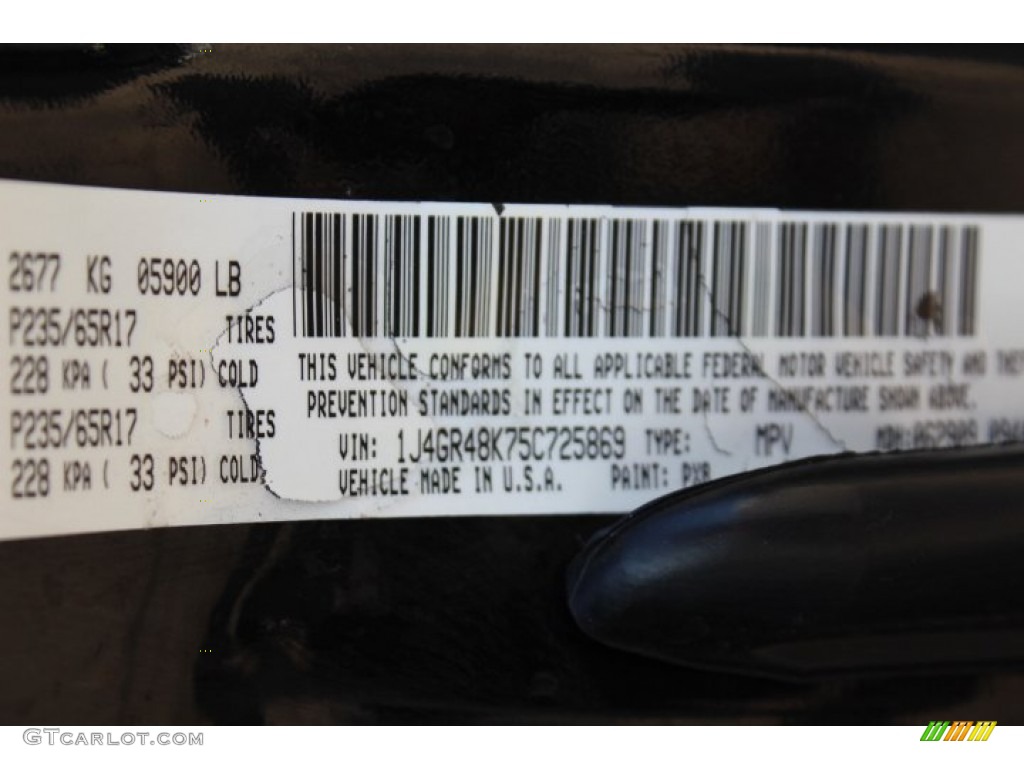 2677 KG 05900 LB
P235/65R17 TIRES
228 KPA ( 33 PSI) COLD
P235/65R17 TIRES
228 KPA ( 33 PSI) COLD
THIS VEHICLE CONFORMS TO ALL APPLICABLE FEDERAL MOTOR VEHICLE SAFETY AND
PREVENTION STANDARDS IN EFFECT ON THE DATE OF MANUFACTURE SHOWN ABOVE.
VIN: 1J4GR48K75C725869 TYPE: MPV MDH:062909
VEHICLE MADE IN U.S.A. PAINT: PXR
GTCARLOT.COM